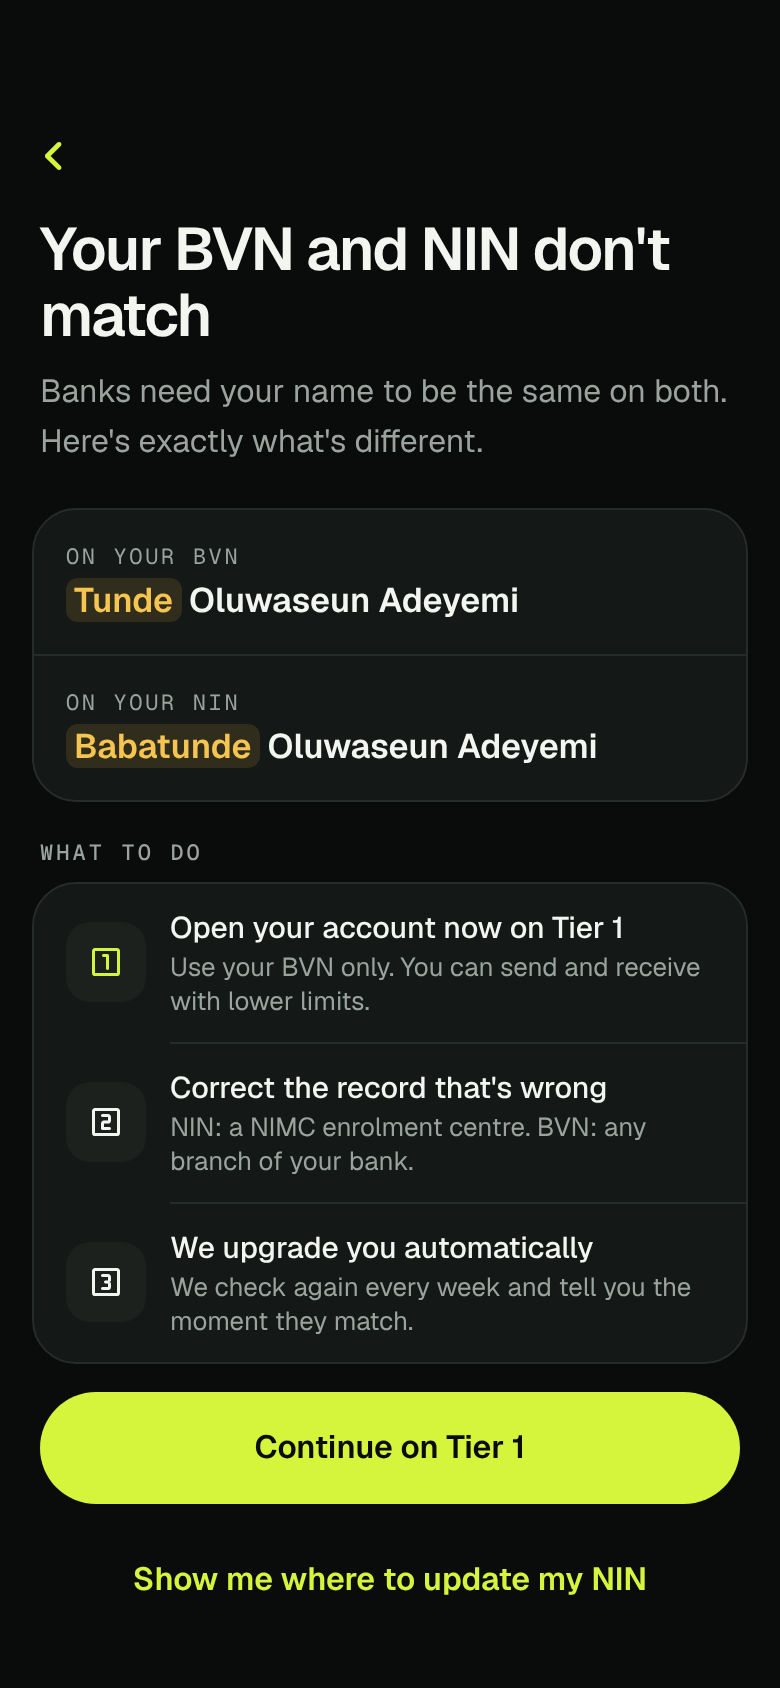 Your BVN and NIN don't
match
Banks need your name to be the same on both.
Here's exactly what's different.
ON YOUR BVN
Tunde Oluwaseun Adeyemi
ON YOUR NIN
Babatunde Oluwaseun Adeyemi
WHAT TO DO
1
Open your account now on Tier 1
Use your BVN only. You can send and receive
with lower limits.
2
Correct the record that's wrong
NIN: a NIMC enrolment centre. BVN: any
branch of your bank.
3
We upgrade you automatically
We check again every week and tell you the
moment they match.
Continue on Tier 1
Show me where to update my NIN